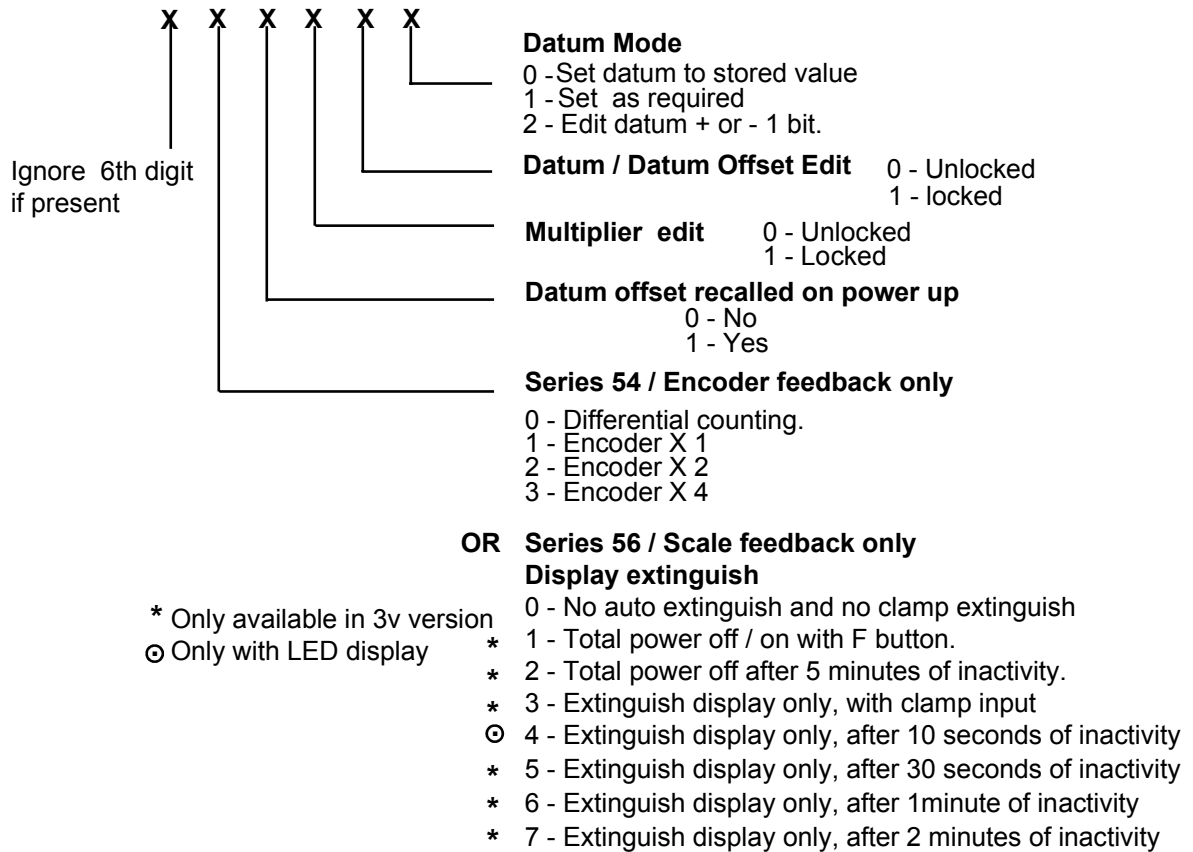 X X X X X X
Datum Mode
0 - Set datum to stored value
1 - Set as required
2 - Edit datum + or - 1 bit.
Ignore 6th digit
if present
Datum / Datum Offset Edit 0 - Unlocked
1 - locked
Multiplier edit 0 - Unlocked
1 - Locked
Datum offset recalled on power up
0 - No
1 - Yes
Series 54 / Encoder feedback only
0 - Differential counting.
1 - Encoder X 1
2 - Encoder X 2
3 - Encoder X 4
OR Series 56 / Scale feedback only
Display extinguish
* Only available in 3v version
⊙ Only with LED display
0 - No auto extinguish and no clamp extinguish
* 1 - Total power off / on with F button.
* 2 - Total power off after 5 minutes of inactivity.
* 3 - Extinguish display only, with clamp input
⊙ 4 - Extinguish display only, after 10 seconds of inactivity
* 5 - Extinguish display only, after 30 seconds of inactivity
* 6 - Extinguish display only, after 1minute of inactivity
* 7 - Extinguish display only, after 2 minutes of inactivity